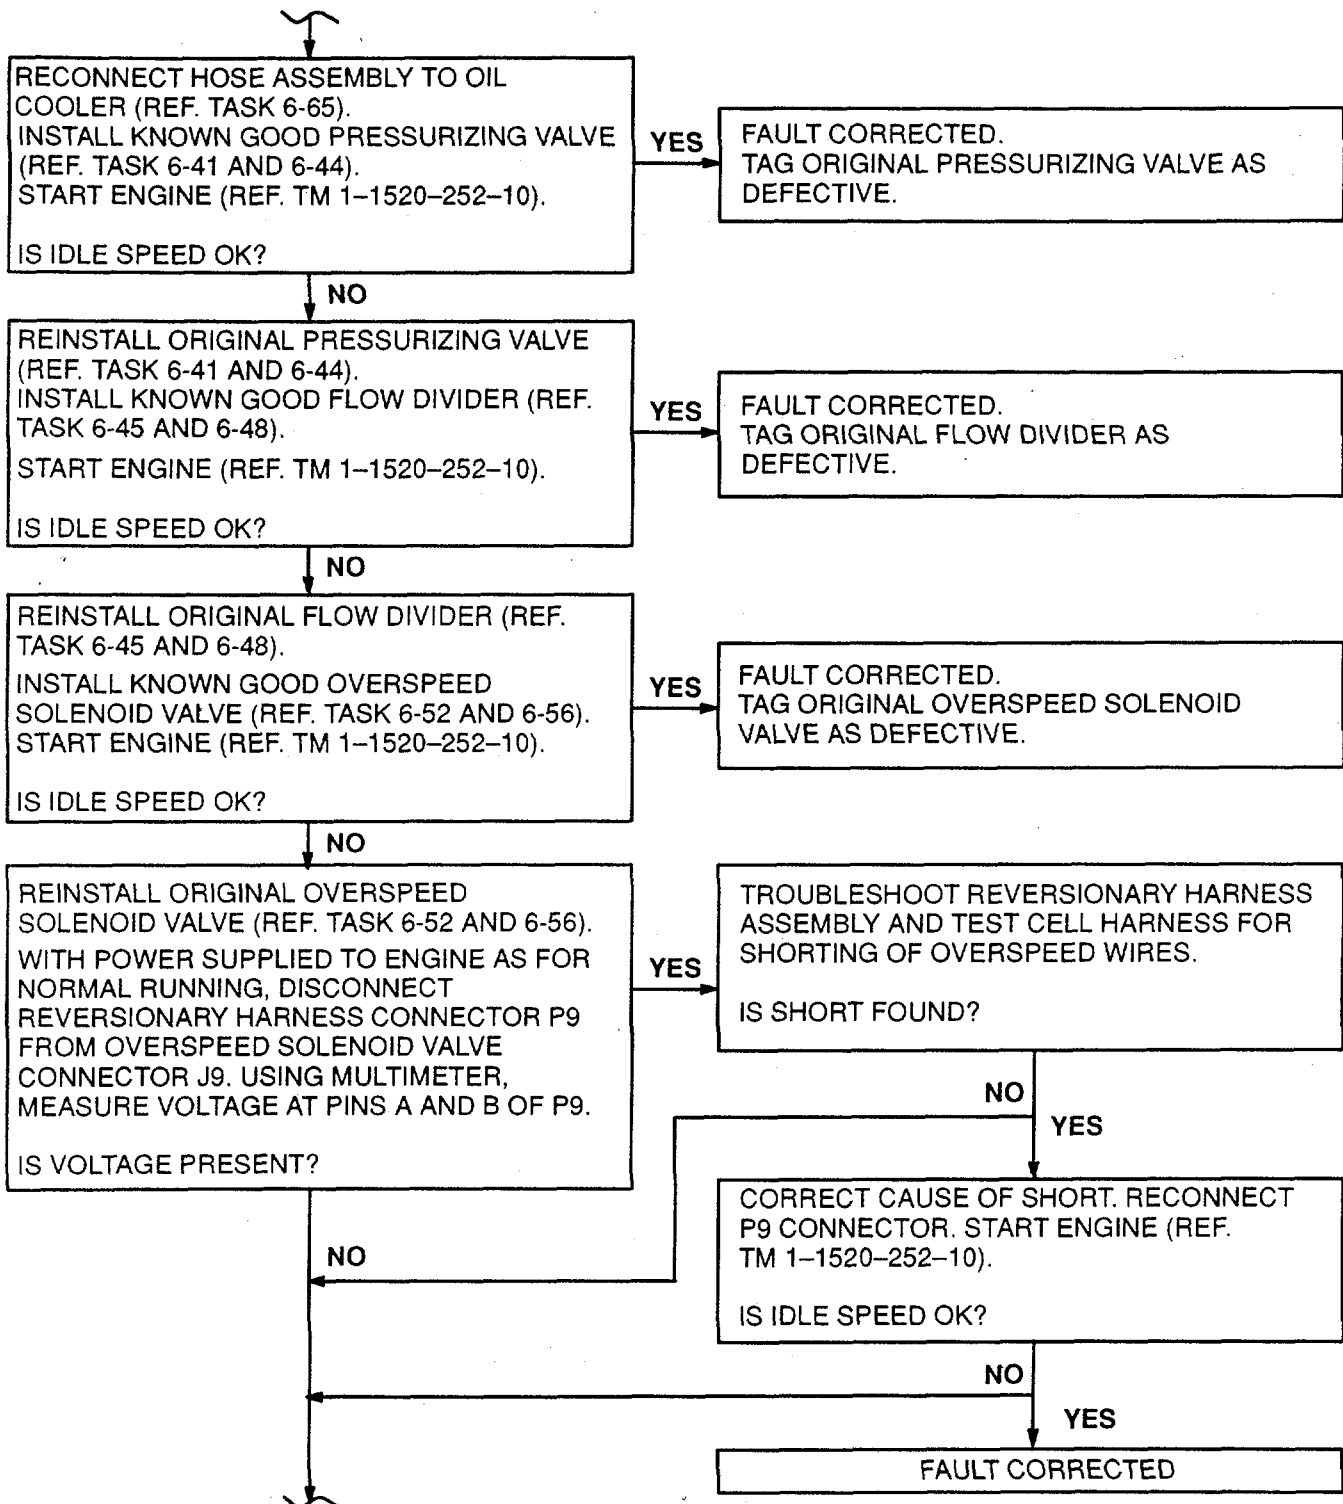 RECONNECT HOSE ASSEMBLY TO OIL
COOLER (REF. TASK 6-65).
INSTALL KNOWN GOOD PRESSURIZING VALVE
(REF. TASK 6-41 AND 6-44).
START ENGINE (REF. TM 1–1520–252–10).
IS IDLE SPEED OK?
YES
FAULT CORRECTED.
TAG ORIGINAL PRESSURIZING VALVE AS
DEFECTIVE.
NO
REINSTALL ORIGINAL PRESSURIZING VALVE
(REF. TASK 6-41 AND 6-44).
INSTALL KNOWN GOOD FLOW DIVIDER (REF.
TASK 6-45 AND 6-48).
START ENGINE (REF. TM 1–1520–252–10).
IS IDLE SPEED OK?
YES
FAULT CORRECTED.
TAG ORIGINAL FLOW DIVIDER AS
DEFECTIVE.
NO
REINSTALL ORIGINAL FLOW DIVIDER (REF.
TASK 6-45 AND 6-48).
INSTALL KNOWN GOOD OVERSPEED
SOLENOID VALVE (REF. TASK 6-52 AND 6-56).
START ENGINE (REF. TM 1–1520–252–10).
IS IDLE SPEED OK?
YES
FAULT CORRECTED.
TAG ORIGINAL OVERSPEED SOLENOID
VALVE AS DEFECTIVE.
NO
REINSTALL ORIGINAL OVERSPEED
SOLENOID VALVE (REF. TASK 6-52 AND 6-56).
WITH POWER SUPPLIED TO ENGINE AS FOR
NORMAL RUNNING, DISCONNECT
REVERSIONARY HARNESS CONNECTOR P9
FROM OVERSPEED SOLENOID VALVE
CONNECTOR J9. USING MULTIMETER,
MEASURE VOLTAGE AT PINS A AND B OF P9.
IS VOLTAGE PRESENT?
YES
TROUBLESHOOT REVERSIONARY HARNESS
ASSEMBLY AND TEST CELL HARNESS FOR
SHORTING OF OVERSPEED WIRES.
IS SHORT FOUND?
NO
YES
CORRECT CAUSE OF SHORT. RECONNECT
P9 CONNECTOR. START ENGINE (REF.
TM 1–1520–252–10).
IS IDLE SPEED OK?
NO
NO
YES
FAULT CORRECTED